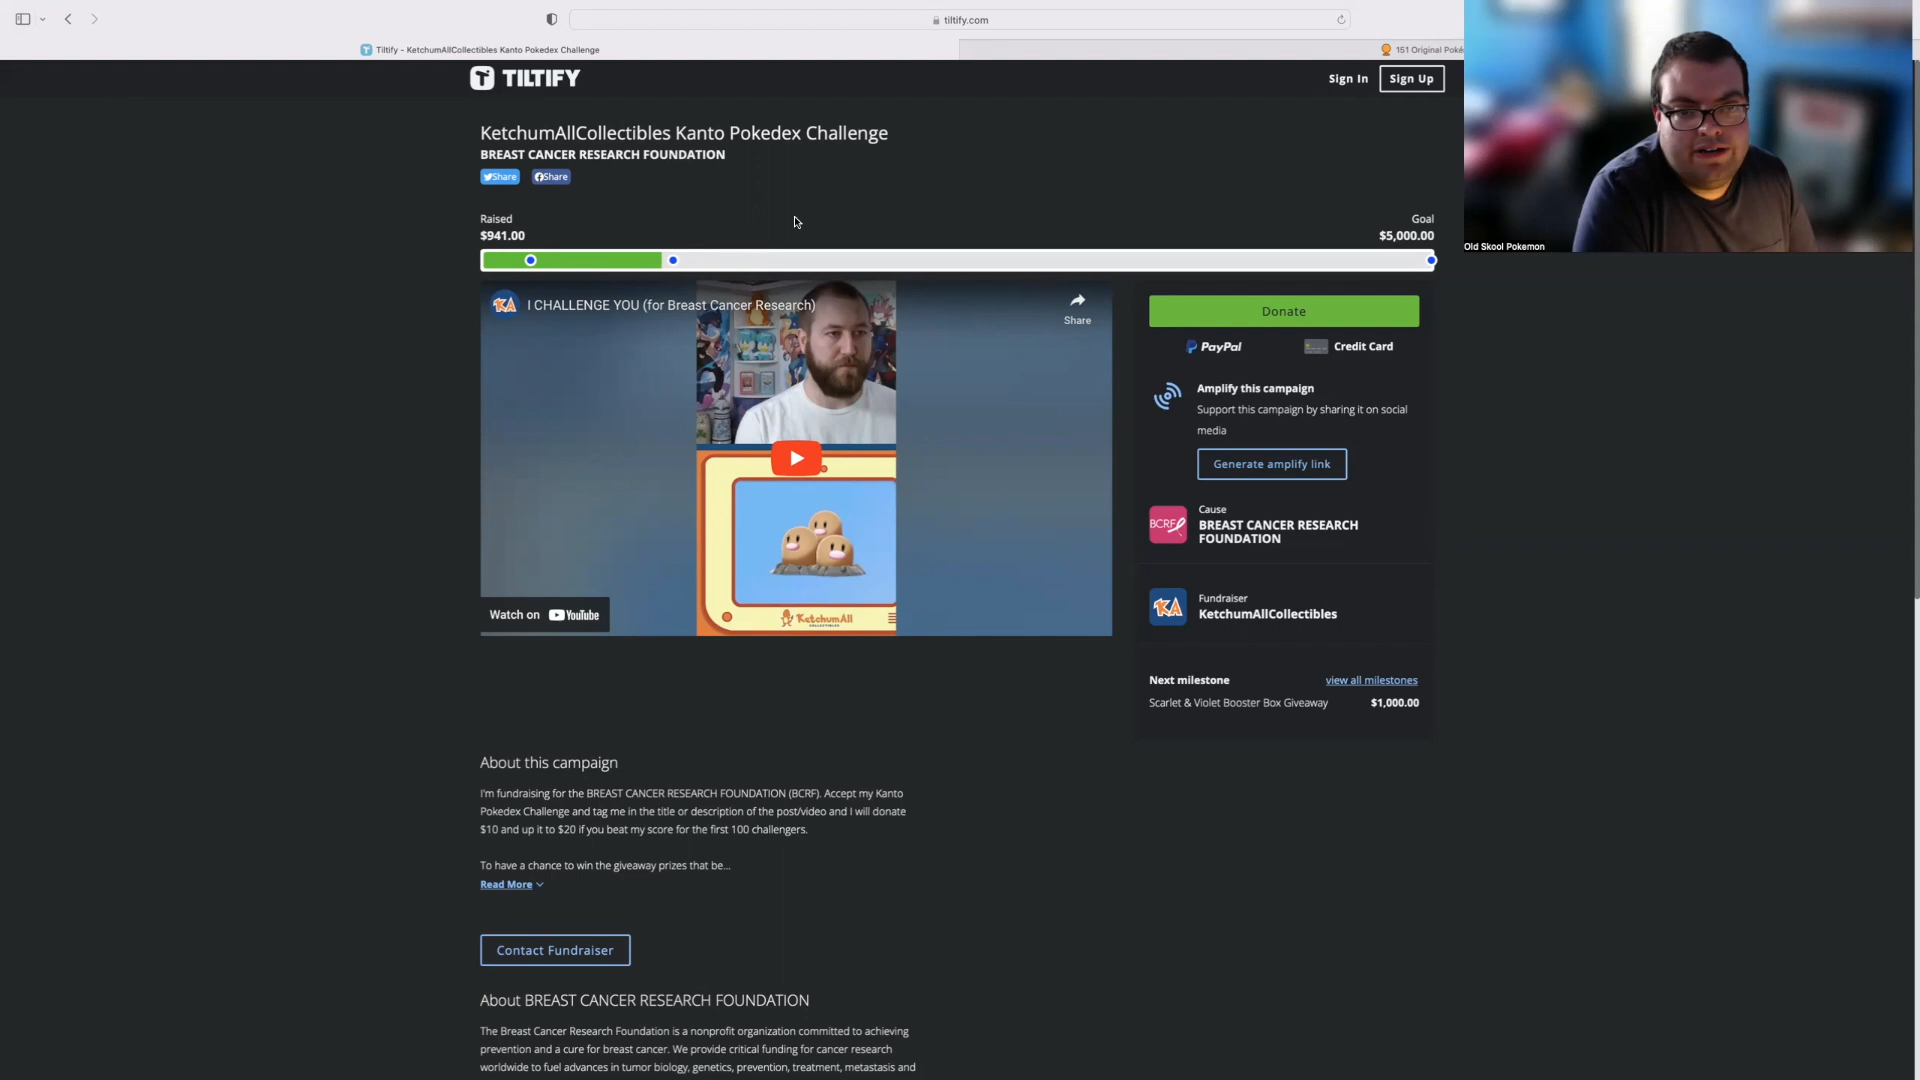 tiltify.com
Tiltify - KetchumAllCollectibles Kanto Pokedex Challenge
151 Original Poké
TILTIFY
Sign In
Sign Up
KetchumAllCollectibles Kanto Pokedex Challenge
BREAST CANCER RESEARCH FOUNDATION
Share
Share
Raised
$941.00
Goal
$5,000.00
Old Skool Pokemon
KA
I CHALLENGE YOU (for Breast Cancer Research)
Share
KetchumAll
COLLECTIBLES
Watch on YouTube
Donate
PayPal
Credit Card
Amplify this campaign
Support this campaign by sharing it on social
media
Generate amplify link
BCRF
Cause
BREAST CANCER RESEARCH
FOUNDATION
KA
Fundraiser
KetchumAllCollectibles
Next milestone
view all milestones
Scarlet & Violet Booster Box Giveaway
$1,000.00
About this campaign
I'm fundraising for the BREAST CANCER RESEARCH FOUNDATION (BCRF). Accept my Kanto
Pokedex Challenge and tag me in the title or description of the post/video and I will donate
$10 and up it to $20 if you beat my score for the first 100 challengers.
To have a chance to win the giveaway prizes that be...
Read More
Contact Fundraiser
About BREAST CANCER RESEARCH FOUNDATION
The Breast Cancer Research Foundation is a nonprofit organization committed to achieving
prevention and a cure for breast cancer. We provide critical funding for cancer research
worldwide to fuel advances in tumor biology, genetics, prevention, treatment, metastasis and